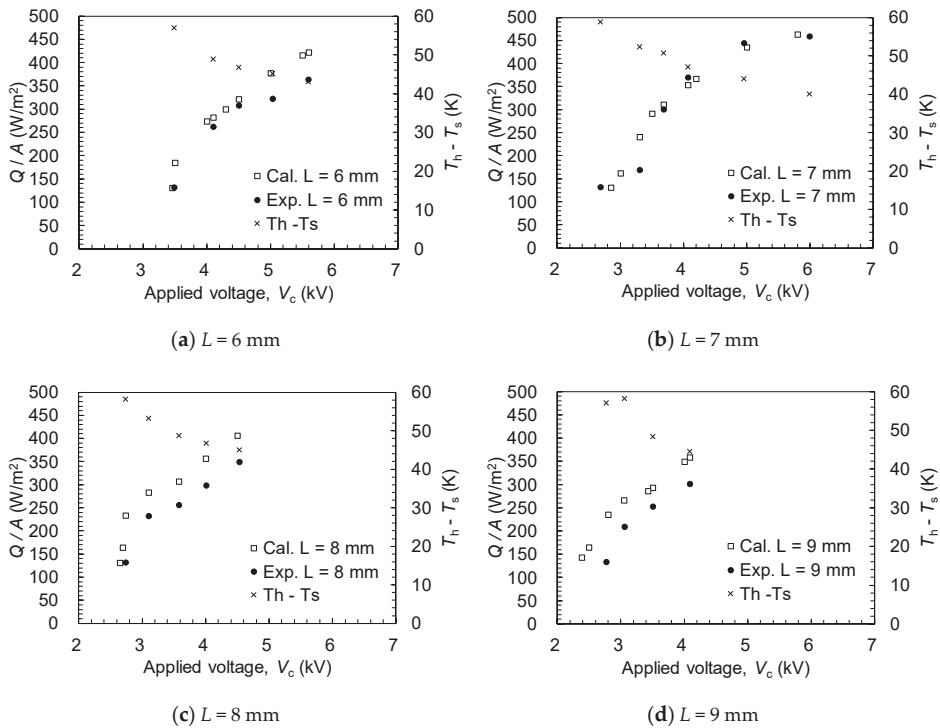 500
450
400
350
300
250
200
150
100
50
0
Q / A (W/m²)
60
50
40
30
20
10
0
Th - Ts (K)
Cal. L = 6 mm
Exp. L = 6 mm
Th -Ts
2 3 4 5 6 7
Applied voltage, Vc (kV)
(a) L = 6 mm
500
450
400
350
300
250
200
150
100
50
0
Q / A (W/m²)
60
50
40
30
20
10
0
Th - Ts (K)
Cal. L = 7 mm
Exp. L = 7 mm
Th -Ts
2 3 4 5 6 7
Applied voltage, Vc (kV)
(b) L = 7 mm
500
450
400
350
300
250
200
150
100
50
0
Q / A (W/m²)
60
50
40
30
20
10
0
Th - Ts (K)
Cal. L = 8 mm
Exp. L = 8 mm
Th - Ts
2 3 4 5 6 7
Applied voltage, Vc (kV)
(c) L = 8 mm
500
450
400
350
300
250
200
150
100
50
0
Q / A (W/m²)
60
50
40
30
20
10
0
Th - Ts (K)
Cal. L = 9 mm
Exp. L = 9 mm
Th -Ts
2 3 4 5 6 7
Applied voltage, Vc (kV)
(d) L = 9 mm